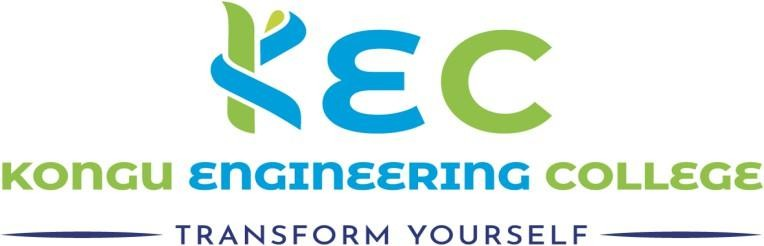 KEC
KONGU ENGINEERING COLLEGE
TRANSFORM YOURSELF